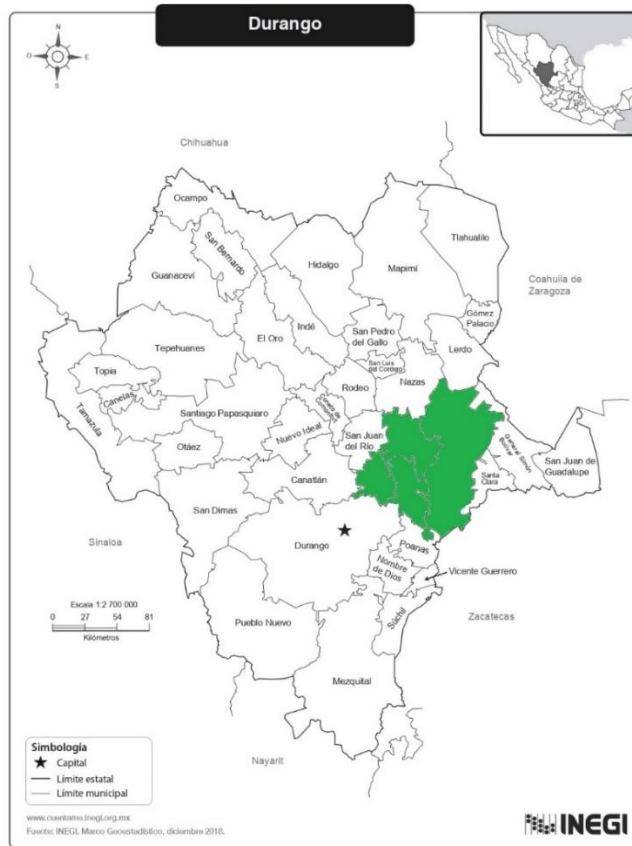 Durango
N
O
E
S
Chihuahua
Ocampo
San Bernardo
Guanaceví
Hidalgo
Mapimí
Tlahualilo
Coahuila de
Zaragoza
Gómez
Palacio
Indé
El Oro
San Pedro
del Gallo
Lerdo
Tepehuanes
San Luis
del Cordero
Topia
Canelas
Tamazula
Rodeo
Nazas
Santiago Papasquiaro
Coneto de
Comonfort
Nuevo Ideal
San Juan
del Río
Otáez
General Simón
Bolívar
San Juan de
Guadalupe
Santa
Clara
Canatlán
San Dimas
Sinaloa
Durango
Poanas
Nombre
de Dios
Vicente Guerrero
Zacatecas
Súchil
Pueblo Nuevo
Mezquital
Nayarit
Escala 1:2 700 000
0 27 54 81
Kilómetros
Simbología
Capital
Límite estatal
Límite municipal
www.cuentame.inegi.org.mx
Fuente: INEGI. Marco Geoestadístico, diciembre 2018.
INEGI